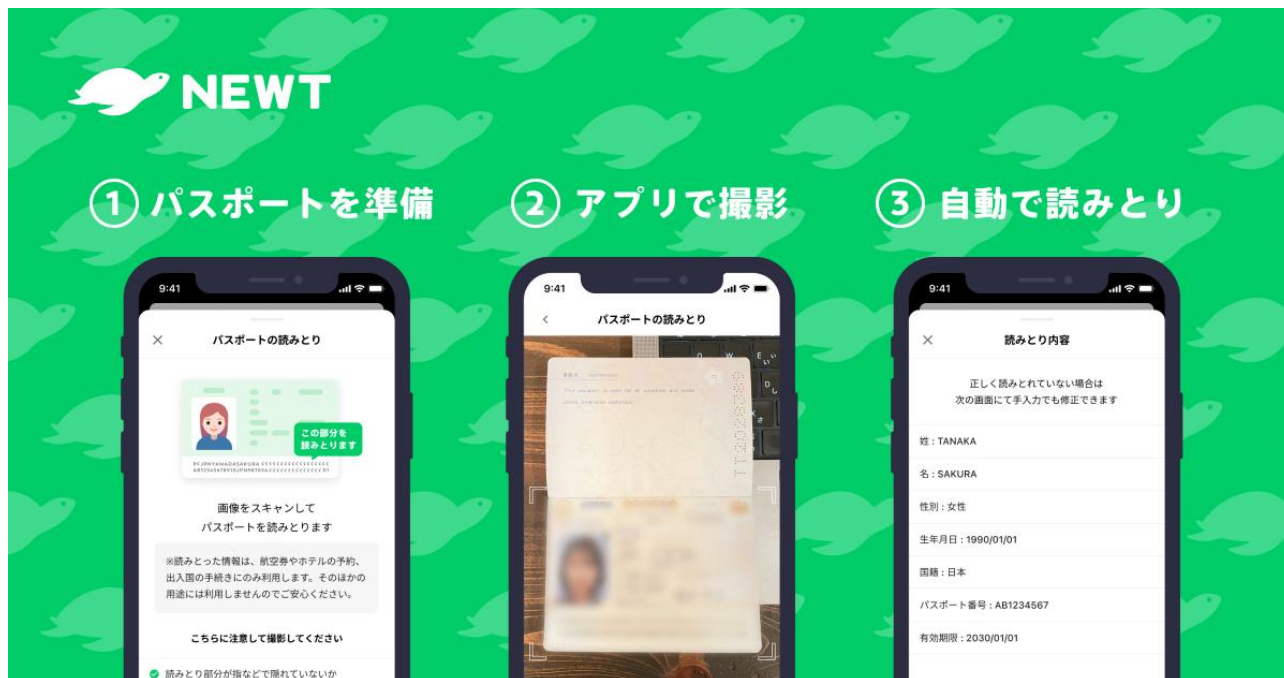 NEWT
① パスポートを準備
② アプリで撮影
③ 自動で読みとり
9:41
パスポートの読みとり
この部分を
読みとります
画像をスキャンして
パスポートを読みとります
※読みとった情報は、航空券やホテルの予約、
出入国の手続きにのみ利用します。そのほかの
用途には利用しませんのでご安心ください。
こちらに注意して撮影してください
読みとり部分が指などで隠れていないか
9:41
パスポートの読みとり
9:41
読みとり内容
正しく読みとれていない場合は
次の画面にて手入力でも修正できます
姓 : TANAKA
名 : SAKURA
性別 : 女性
生年月日 : 1990/01/01
国籍 : 日本
パスポート番号 : AB1234567
有効期限 : 2030/01/01